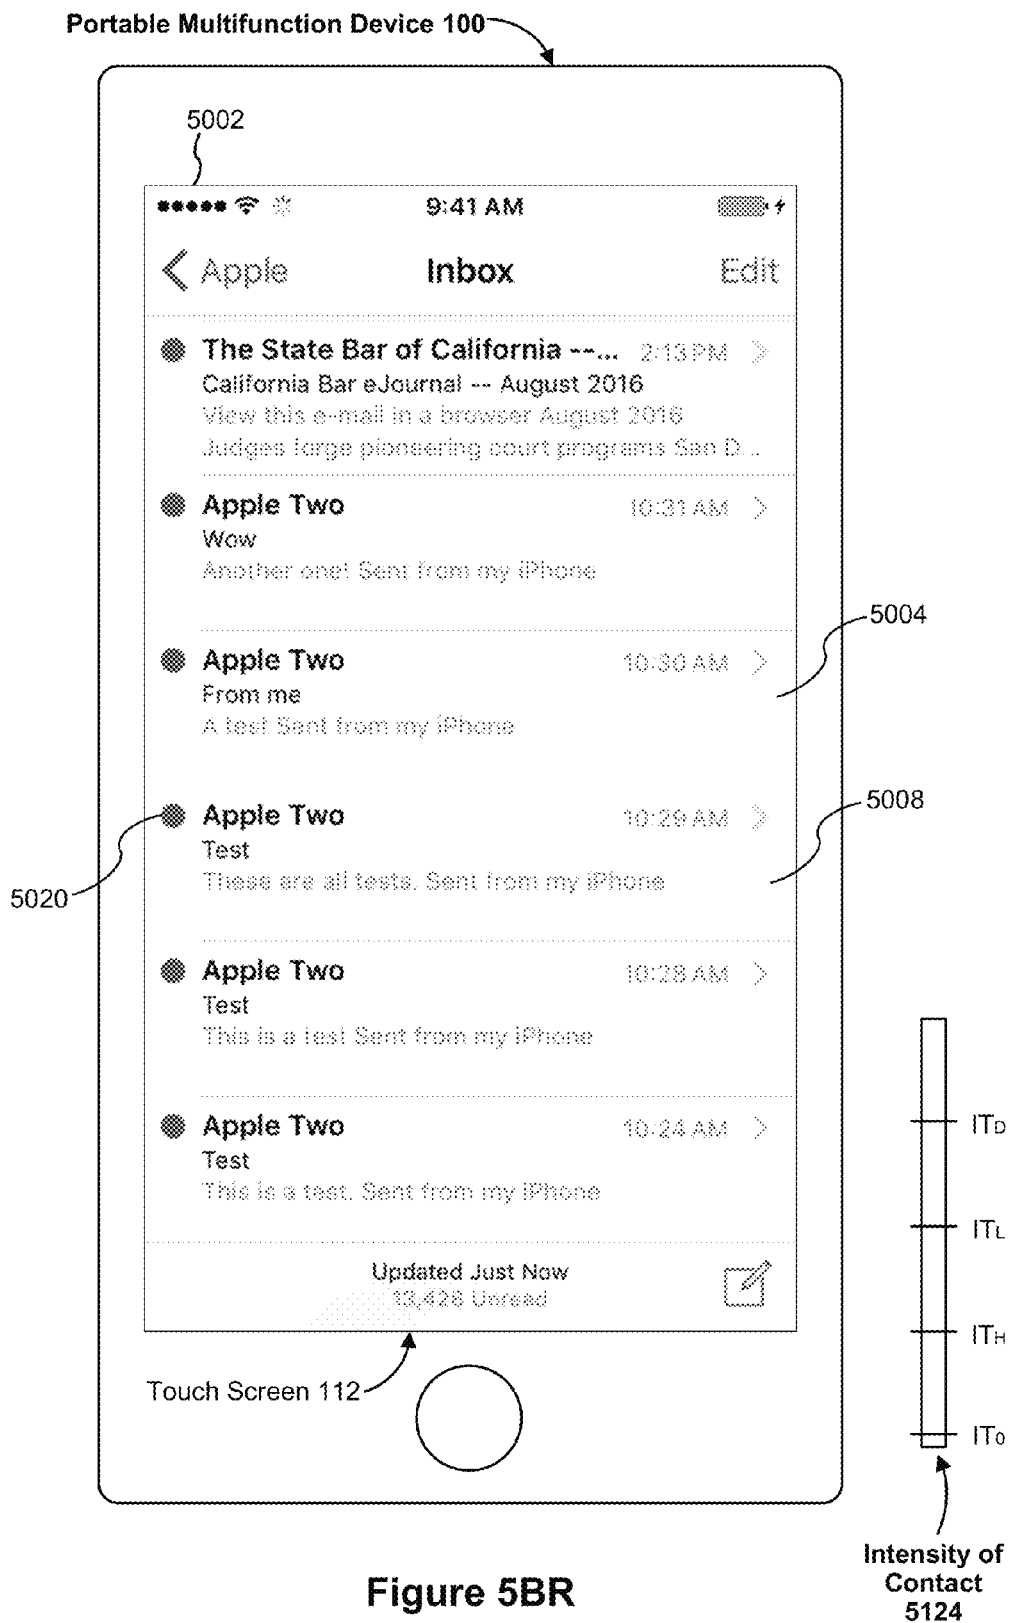 Portable Multifunction Device 100
5002
9:41 AM
Apple
Inbox
Edit
The State Bar of California --... 2:13 PM
California Bar eJournal -- August 2016
View this e-mail in a browser August 2016
Judges forge pioneering court programs San D...
Apple Two 10:31 AM
Wow
Another one! Sent from my iPhone
5004
Apple Two 10:30 AM
From me
A test Sent from my iPhone
5008
Apple Two 10:29 AM
Test
These are all tests. Sent from my iPhone
5020
Apple Two 10:28 AM
Test
This is a test Sent from my iPhone
Apple Two 10:24 AM
Test
This is a test. Sent from my iPhone
Updated Just Now
13,428 Unread
ITD
ITL
ITH
IT0
Touch Screen 112
Intensity of
Contact
5124
Figure 5BR